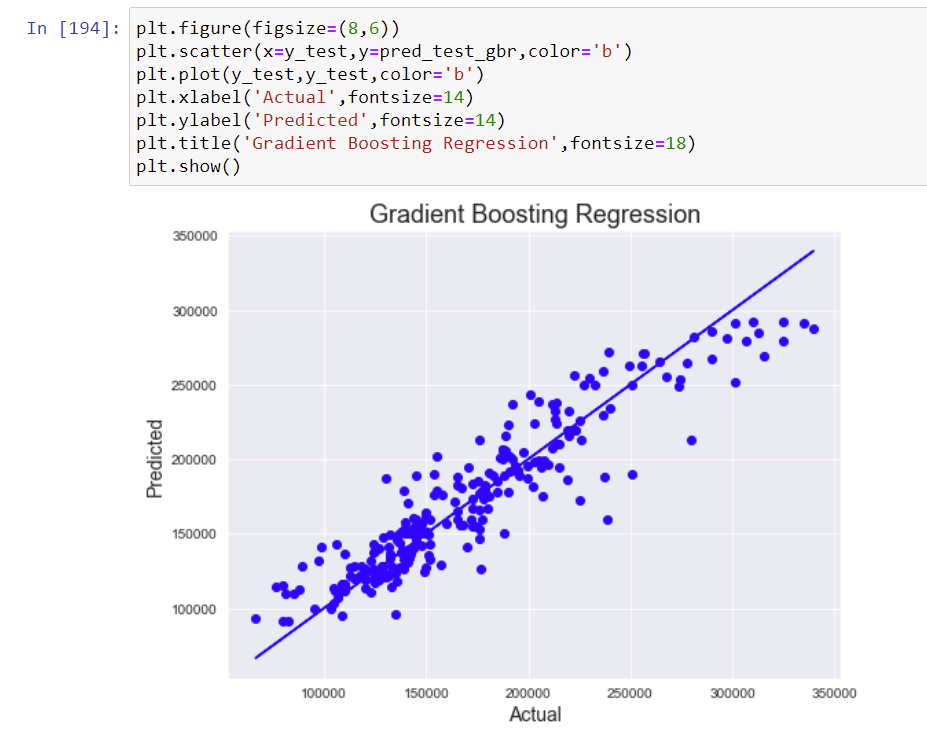 In [194]: plt.figure(figsize=(8,6))
plt.scatter(x=y_test,y=pred_test_gbr,color='b')
plt.plot(y_test,y_test,color='b')
plt.xlabel('Actual',fontsize=14)
plt.ylabel('Predicted',fontsize=14)
plt.title('Gradient Boosting Regression',fontsize=18)
plt.show()
Gradient Boosting Regression
350000
300000
250000
200000
150000
100000
Predicted
100000 150000 200000 250000 300000 350000
Actual